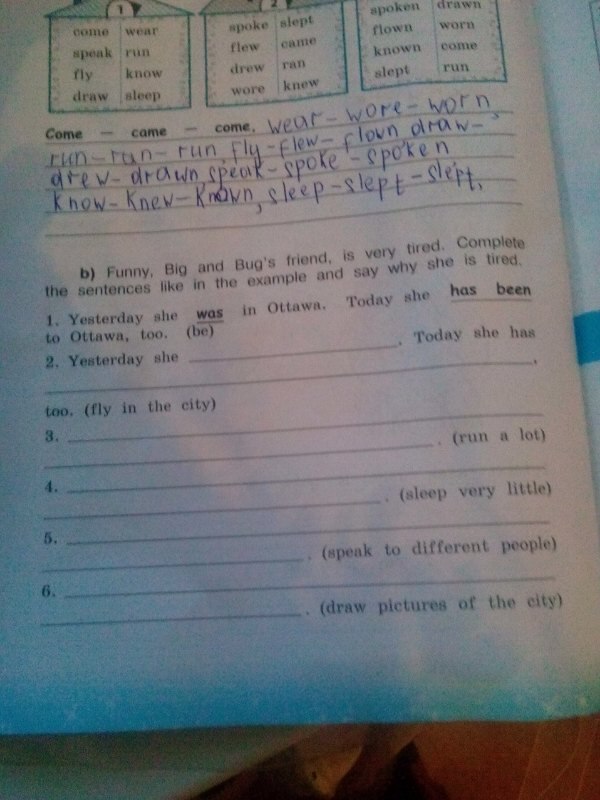 1
come wear
speak run
fly know
draw sleep
2
spoke slept
flew came
drew ran
wore knew
spoken drawn
flown worn
known come
slept run
Come – came – come, wear – wore – worn,
run – ran – run, fly – flew – flown draw –
drew – drawn, speak – spoke – spoken
know – knew – known, sleep – slept – slept.
b) Funny, Big and Bug's friend, is very tired. Complete
the sentences like in the example and say why she is tired.
1. Yesterday she was in Ottawa. Today she has been
to Ottawa, too. (be)
2. Yesterday she . Today she has
,
too. (fly in the city)
3.
. (run a lot)
4.
. (sleep very little)
5.
. (speak to different people)
6.
. (draw pictures of the city)